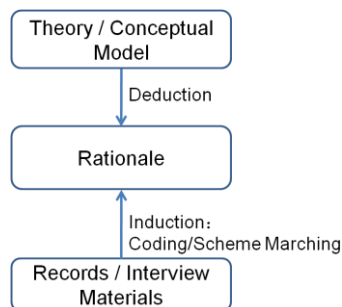 Theory / Conceptual
Model
Deduction
Rationale
Induction：
Coding/Scheme Marching
Records / Interview
Materials